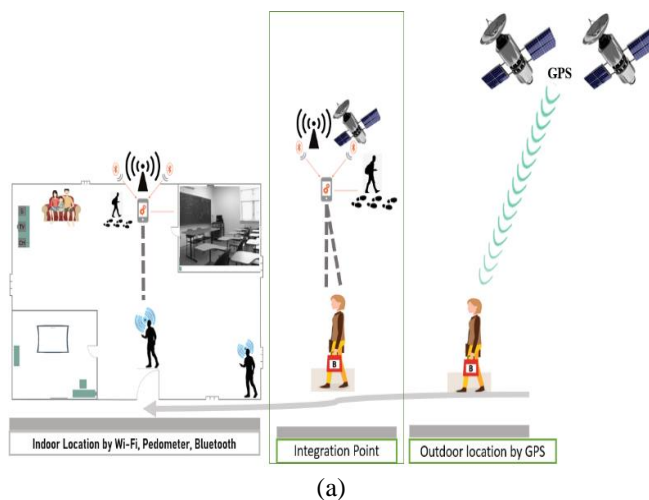 GPS
B
B
Indoor Location by Wi-Fi, Pedometer, Bluetooth
Integration Point
Outdoor location by GPS
(a)